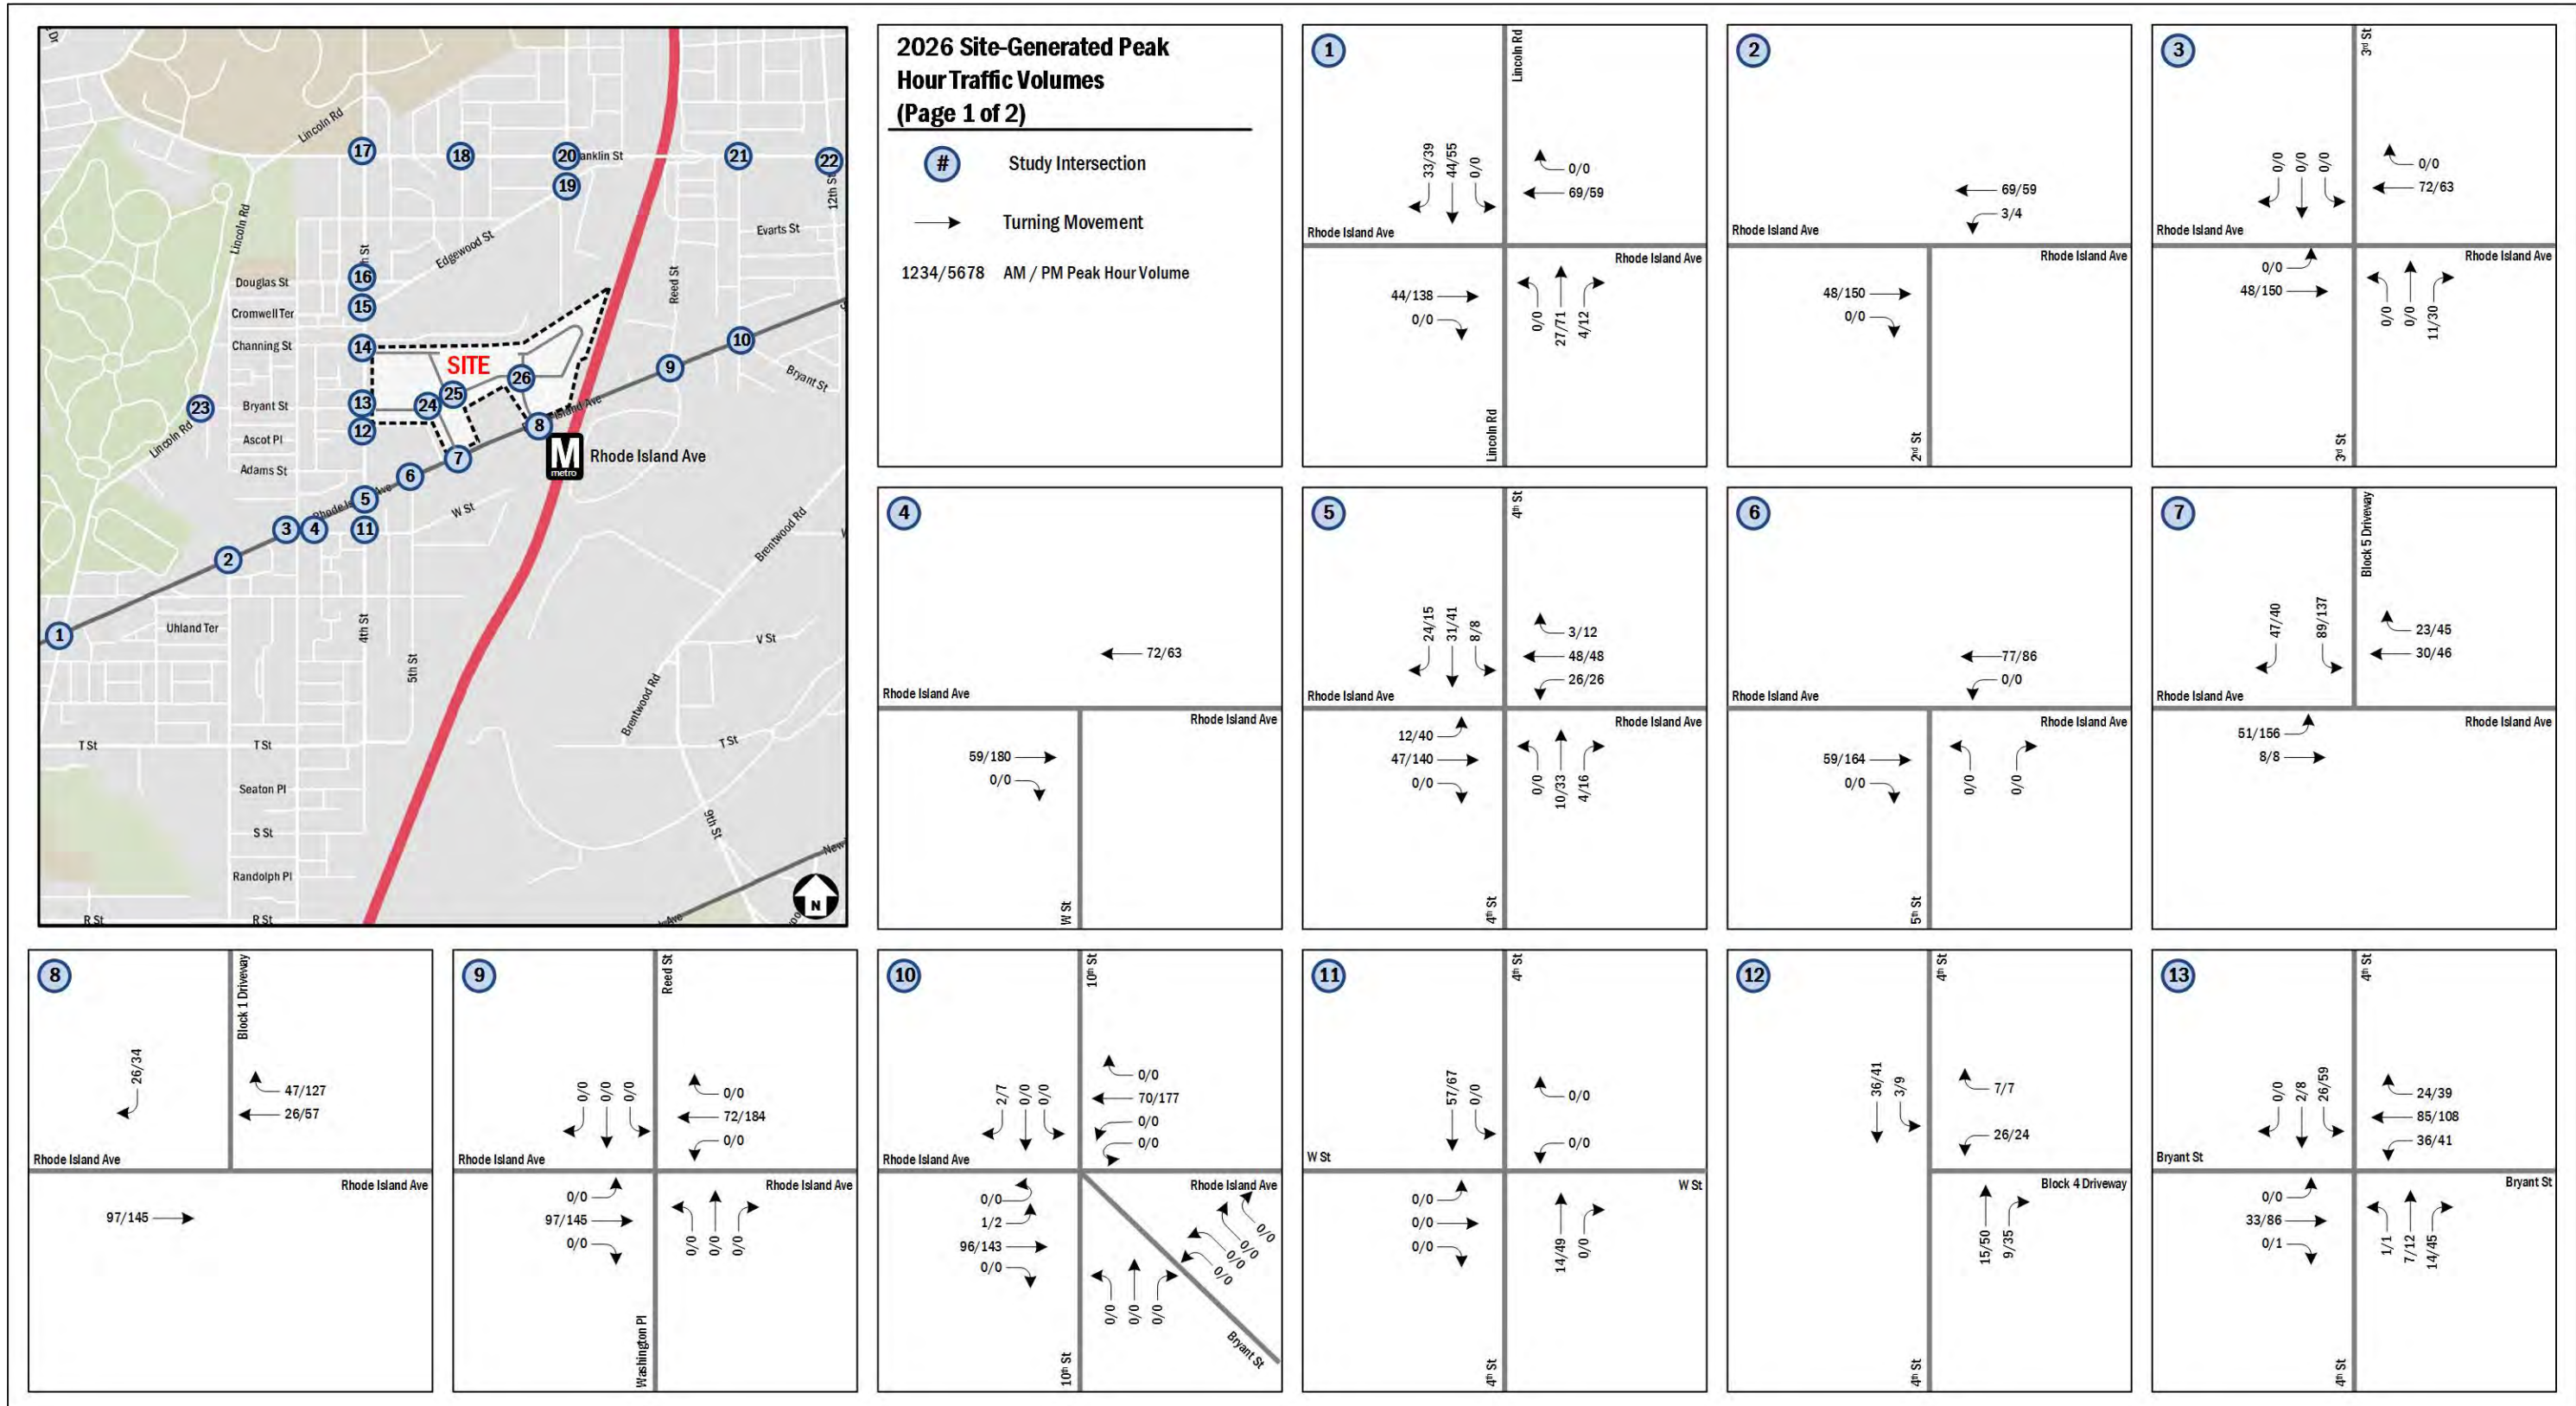 2026 Site-Generated Peak
Hour Traffic Volumes
(Page 1 of 2)
# Study Intersection
Turning Movement
1234/5678 AM / PM Peak Hour Volume
Lincoln Rd
17
18
20
anklin St
21
22
19
12th St
Lincoln Rd
Evarts St
Edgewood St
16
Douglas St
Reed St
15
Cromwell Ter
Channing St
14
SITE
10
9
26
Bryant St
25
23
Bryant St
13
24
Island Ave
8
12
Lincoln Rd
Ascot Pl
M
metro
Rhode Island Ave
7
Adams St
6
5
W St
3
4
11
2
Brentwood Rd
1
Uhland Ter
4th St
V St
5th St
Brentwood Rd
T St
T St
T St
Seaton Pl
9th St
S St
Randolph Pl
N
R St
R St
1
Lincoln Rd
33/39
44/55
0/0
0/0
69/59
Rhode Island Ave
Rhode Island Ave
44/138
0/0
0/0
27/71
4/12
Lincoln Rd
2
69/59
3/4
Rhode Island Ave
Rhode Island Ave
48/150
0/0
2nd St
3
3rd St
0/0
0/0
0/0
0/0
72/63
Rhode Island Ave
Rhode Island Ave
0/0
48/150
0/0
0/0
11/30
3rd St
4
72/63
Rhode Island Ave
Rhode Island Ave
59/180
0/0
W St
5
4th St
24/15
31/41
8/8
3/12
48/48
26/26
Rhode Island Ave
Rhode Island Ave
12/40
47/140
0/0
0/0
10/33
4/16
4th St
6
77/86
0/0
Rhode Island Ave
Rhode Island Ave
59/164
0/0
0/0
0/0
5th St
7
Block 5 Driveway
47/40
89/137
23/45
30/46
Rhode Island Ave
Rhode Island Ave
51/156
8/8
8
Block 1 Driveway
26/34
47/127
26/57
Rhode Island Ave
Rhode Island Ave
97/145
9
Reed St
0/0
0/0
0/0
0/0
72/184
0/0
Rhode Island Ave
Rhode Island Ave
0/0
97/145
0/0
0/0
0/0
0/0
Washington Pl
10
10th St
2/7
0/0
0/0
0/0
70/177
0/0
0/0
Rhode Island Ave
Rhode Island Ave
0/0
1/2
96/143
0/0
0/0
0/0
0/0
0/0
0/0
0/0
0/0
10th St
Bryant St
11
4th St
57/67
0/0
0/0
0/0
W St
W St
0/0
0/0
0/0
14/49
0/0
4th St
12
4th St
36/41
3/9
7/7
26/24
Block 4 Driveway
15/50
9/35
4th St
13
4th St
0/0
2/8
26/59
24/39
85/108
36/41
Bryant St
Bryant St
0/0
33/86
0/1
1/1
7/12
14/45
4th St